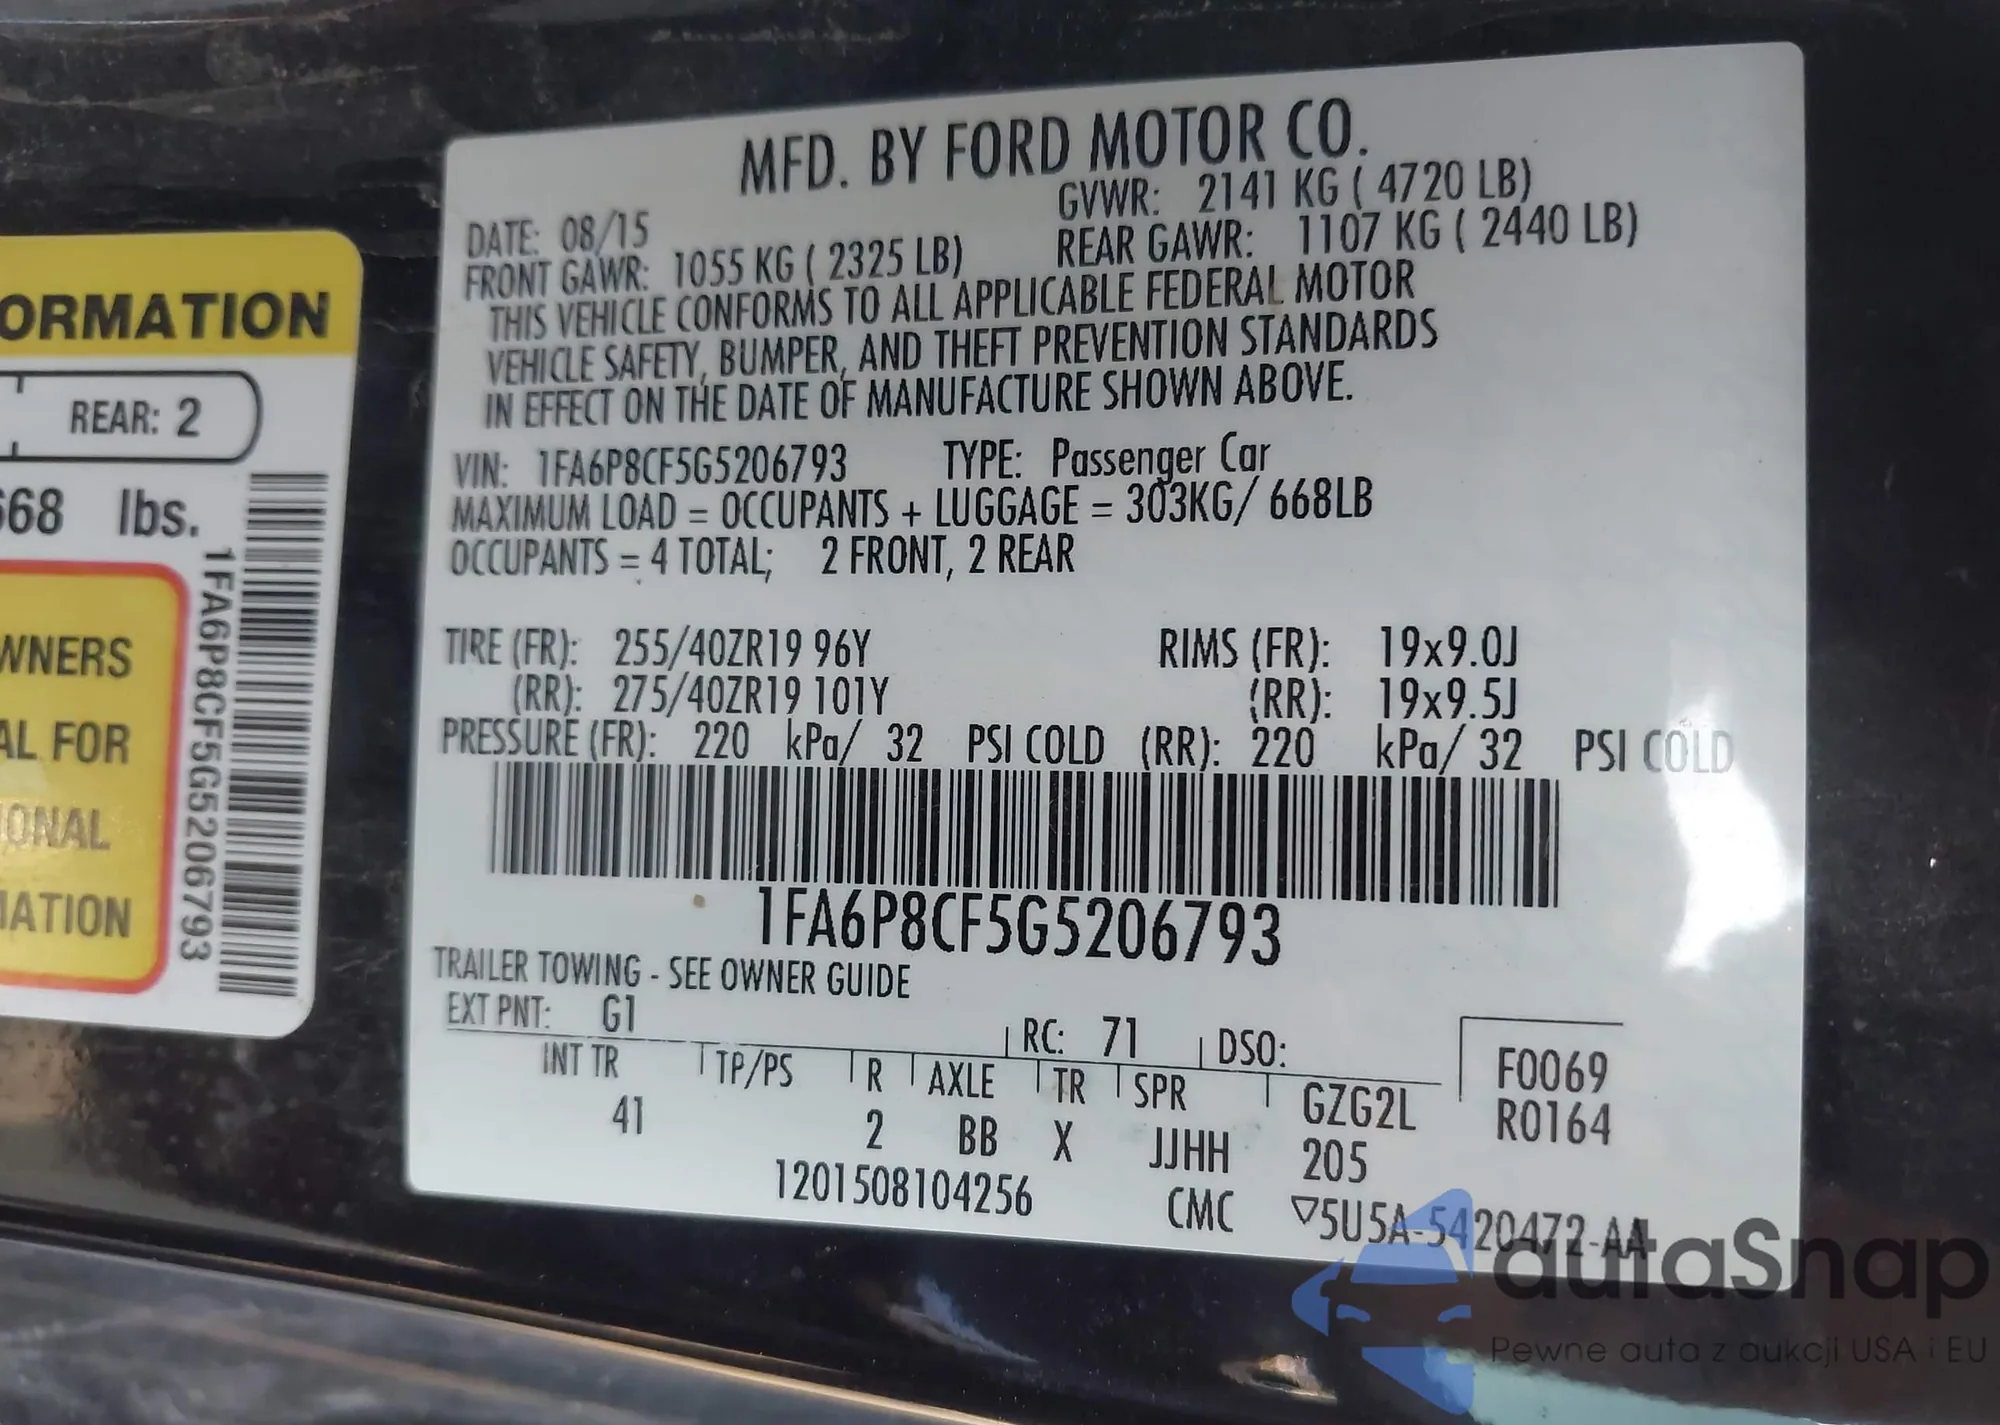 ORMATION
REAR: 2
668 lbs.
WNERS
AL FOR
IONAL
MATION
1FA6P8CF5G5206793
MFD. BY FORD MOTOR CO.
DATE: 08/15 GVWR: 2141 KG ( 4720 LB)
FRONT GAWR: 1055 KG ( 2325 LB) REAR GAWR: 1107 KG ( 2440 LB)
THIS VEHICLE CONFORMS TO ALL APPLICABLE FEDERAL MOTOR
VEHICLE SAFETY, BUMPER, AND THEFT PREVENTION STANDARDS
IN EFFECT ON THE DATE OF MANUFACTURE SHOWN ABOVE.
VIN: 1FA6P8CF5G5206793 TYPE: Passenger Car
MAXIMUM LOAD = OCCUPANTS + LUGGAGE = 303KG/ 668LB
OCCUPANTS = 4 TOTAL; 2 FRONT, 2 REAR
TIRE (FR): 255/40ZR19 96Y RIMS (FR): 19x9.0J
(RR): 275/40ZR19 101Y (RR): 19x9.5J
PRESSURE (FR): 220 kPa/ 32 PSI COLD (RR): 220 kPa/ 32 PSI COLD
1FA6P8CF5G5206793
TRAILER TOWING - SEE OWNER GUIDE
EXT PNT: G1 RC: 71 DSO:
INT TR TP/PS R AXLE TR SPR GZG2L F0069
41 2 BB X JJHH 205 R0164
1201508104256 CMC ▽5U5A-5420472-AA
autaSnap
Pewne auta z aukcji USA i EU